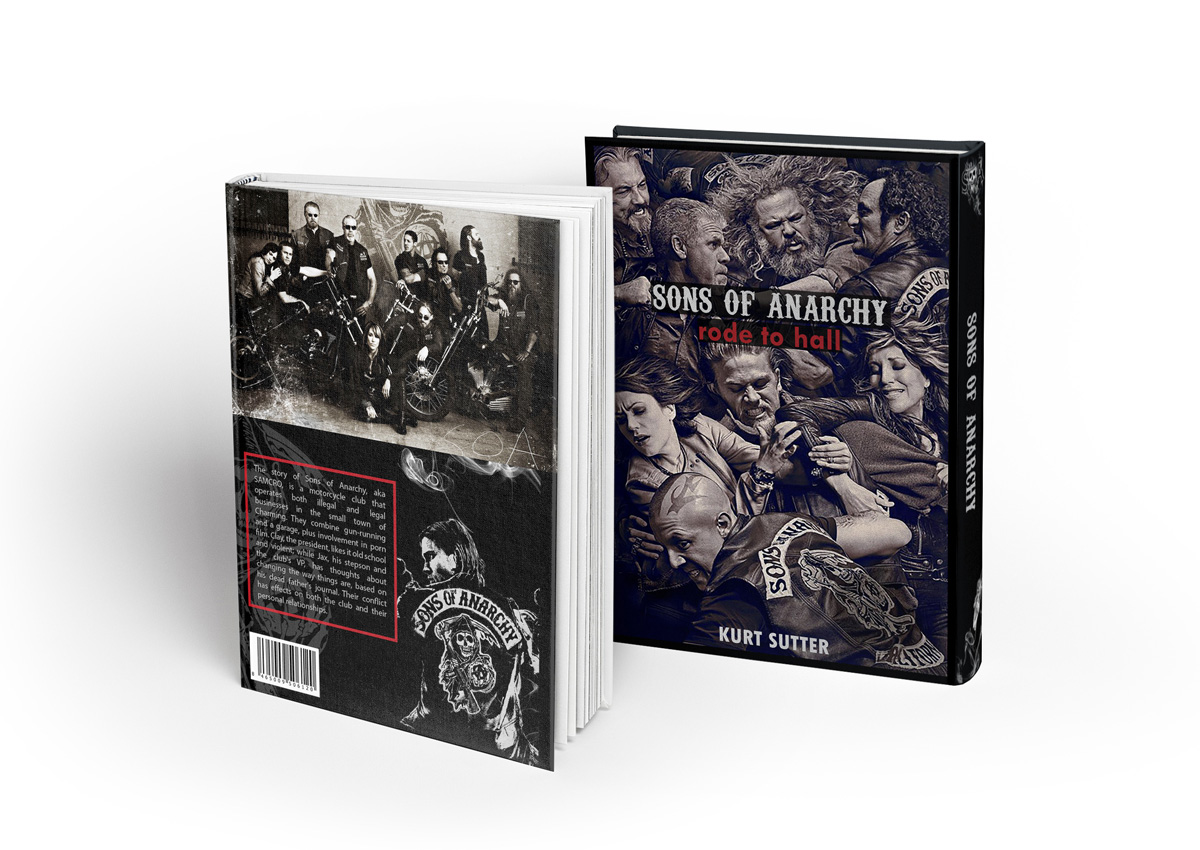 SOA
The story of Sons of Anarchy, aka
SAMCRO, is a motorcycle club that
operates both illegal and legal
businesses in the small town of
Charming. They combine gun-running
and a garage, plus involvement in porn
film. Clay, the president, likes it old school
and violent; while Jax, his stepson and
the club's VP, has thoughts about
changing the way things are, based on
his dead father's journal. Their conflict
has effects on both the club and their
personal relationships.
SONS OF ANARCHY
SONS OF ANARCHY
rode to hall
SONS OF
SONS
KURT SUTTER
SONS OF ANARCHY